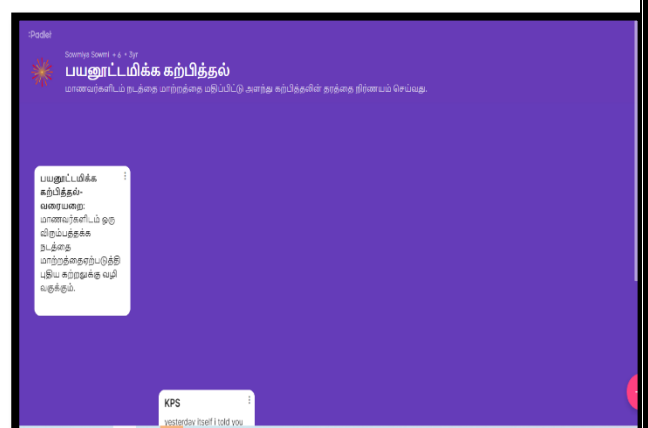 :Padlet
Sowmiya Sowmi + 6 • 3yr
பயனூட்டமிக்க கற்பித்தல்
மாணவர்களிடம் நடத்தை மாற்றத்தை மதிப்பிட்டு அளந்து கற்பித்தலின் தரத்தை நிர்ணயம் செய்வது.
பயனூட்டமிக்க
கற்பித்தல்-
வரையறை:
மாணவர்களிடம் ஒரு
விரும்பத்தக்க
நடத்தை
மாற்றத்தைஏற்படுத்தி
புதிய கற்றலுக்கு வழி
வகுக்கும்.
KPS
yesterday itself i told you